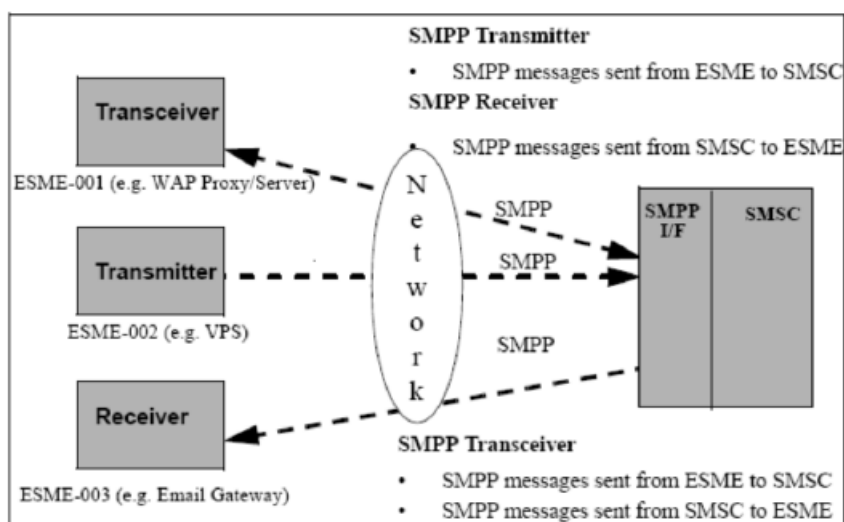 SMPP Transmitter
• SMPP messages sent from ESME to SMSC
SMPP Receiver
• SMPP messages sent from SMSC to ESME
Transceiver
ESME-001 (e.g. WAP Proxy/Server)
Transmitter
ESME-002 (e.g. VPS)
Receiver
ESME-003 (e.g. Email Gateway)
Network
SMPP
SMPP
SMPP
SMPP
I/F
SMSC
SMPP Transceiver
• SMPP messages sent from ESME to SMSC
• SMPP messages sent from SMSC to ESME